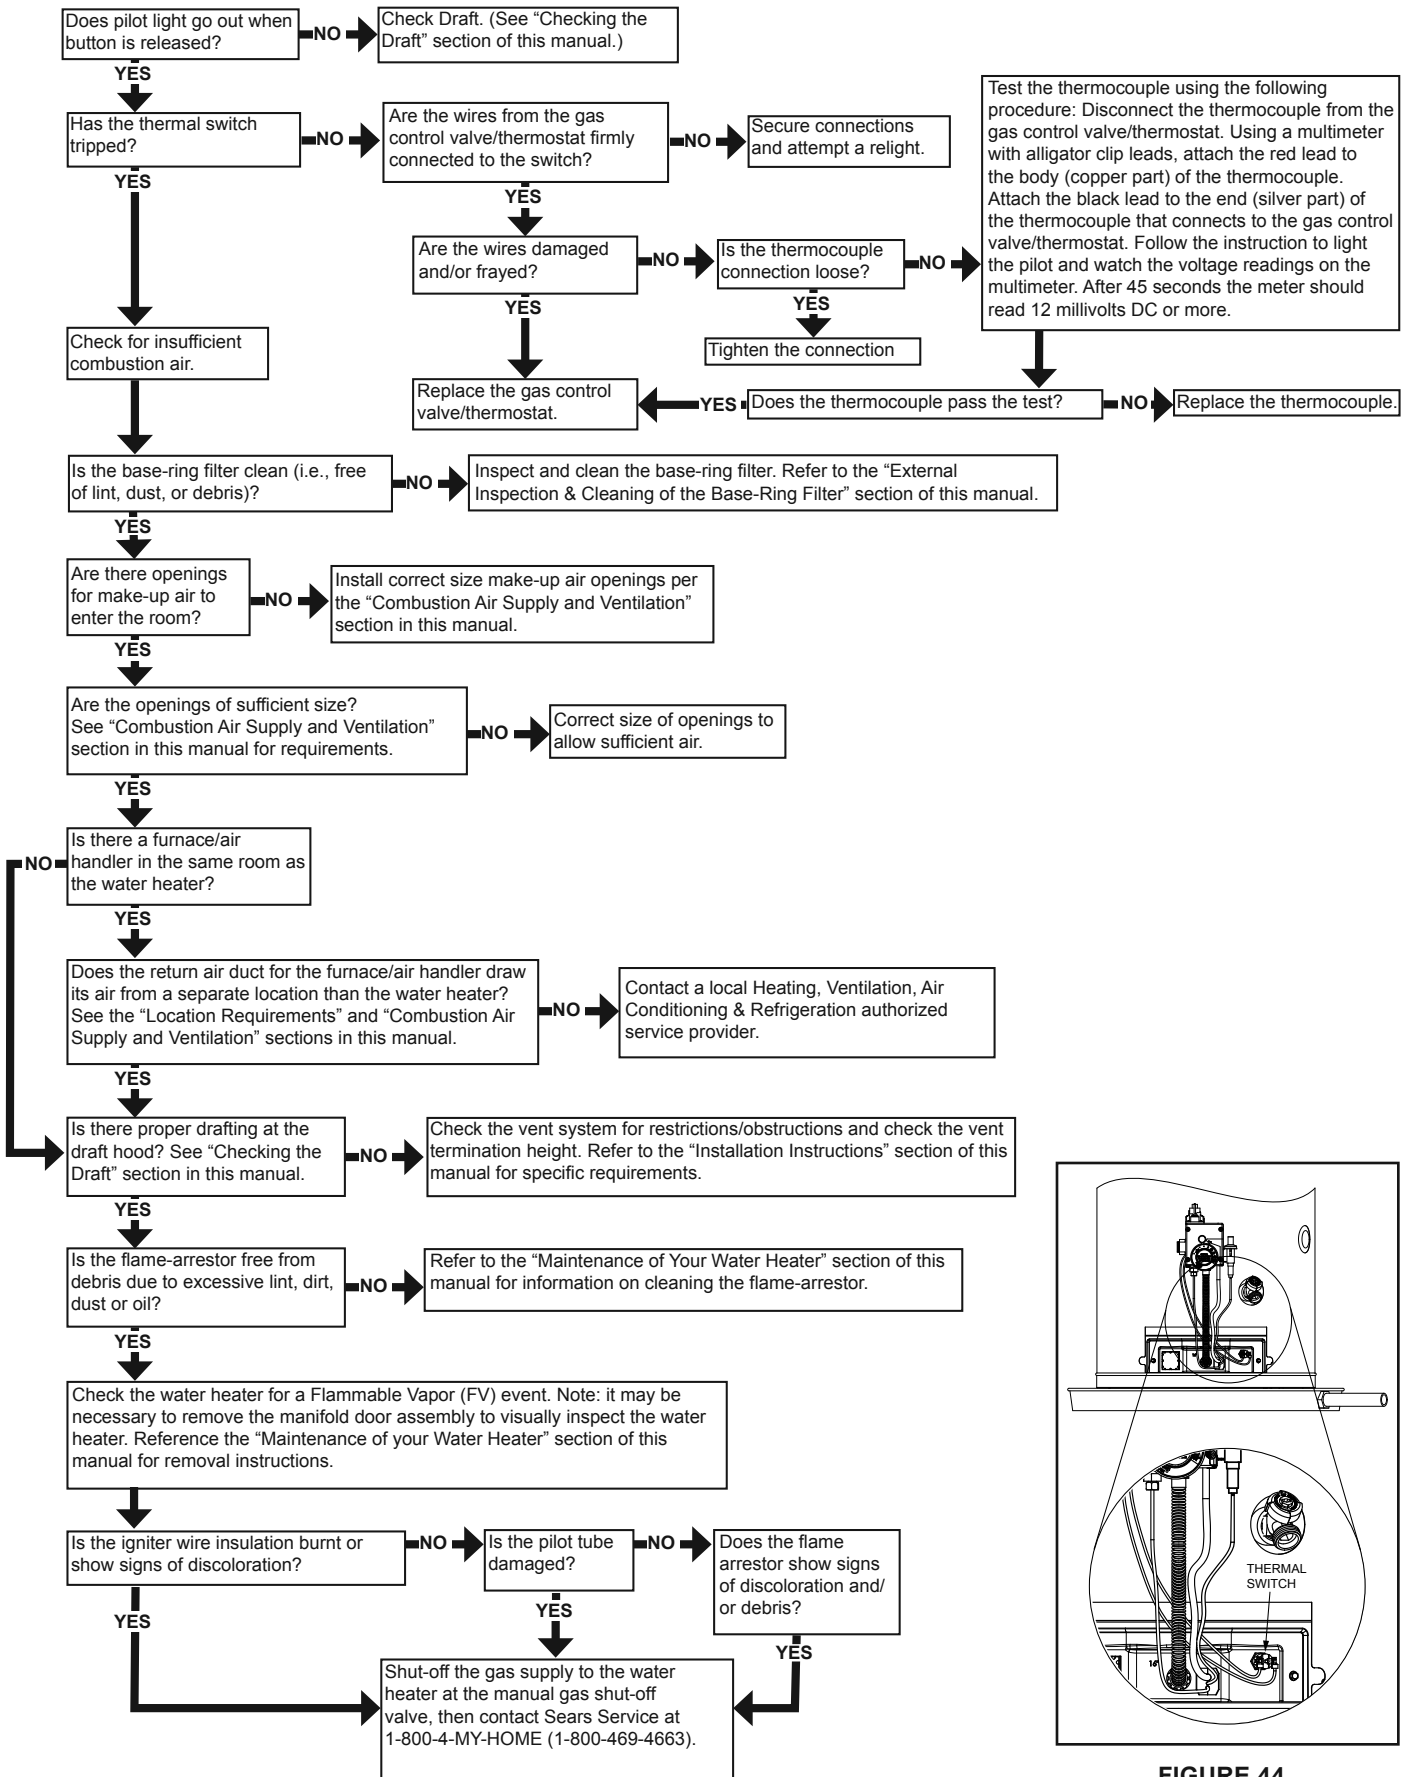 Does pilot light go out when
button is released?
NO
Check Draft. (See “Checking the
Draft” section of this manual.)
YES
Has the thermal switch
tripped?
NO
Are the wires from the gas
control valve/thermostat firmly
connected to the switch?
NO
Secure connections
and attempt a relight.
Test the thermocouple using the following
procedure: Disconnect the thermocouple from the
gas control valve/thermostat. Using a multimeter
with alligator clip leads, attach the red lead to
the body (copper part) of the thermocouple.
Attach the black lead to the end (silver part) of
the thermocouple that connects to the gas control
valve/thermostat. Follow the instruction to light
the pilot and watch the voltage readings on the
multimeter. After 45 seconds the meter should
read 12 millivolts DC or more.
YES
YES
Are the wires damaged
and/or frayed?
NO
Is the thermocouple
connection loose?
NO
YES
YES
Tighten the connection
Check for insufficient
combustion air.
Replace the gas control
valve/thermostat.
YES
Does the thermocouple pass the test?
NO
Replace the thermocouple.
Is the base-ring filter clean (i.e., free
of lint, dust, or debris)?
NO
Inspect and clean the base-ring filter. Refer to the “External
Inspection & Cleaning of the Base-Ring Filter” section of this manual.
YES
Are there openings
for make-up air to
enter the room?
NO
Install correct size make-up air openings per
the “Combustion Air Supply and Ventilation”
section in this manual.
YES
Are the openings of sufficient size?
See “Combustion Air Supply and Ventilation”
section in this manual for requirements.
NO
Correct size of openings to
allow sufficient air.
YES
Is there a furnace/air
handler in the same room as
the water heater?
NO
YES
Does the return air duct for the furnace/air handler draw
its air from a separate location than the water heater?
See the “Location Requirements” and “Combustion Air
Supply and Ventilation” sections in this manual.
NO
Contact a local Heating, Ventilation, Air
Conditioning & Refrigeration authorized
service provider.
YES
Is there proper drafting at the
draft hood? See “Checking the
Draft” section in this manual.
NO
Check the vent system for restrictions/obstructions and check the vent
termination height. Refer to the “Installation Instructions” section of this
manual for specific requirements.
YES
Is the flame-arrestor free from
debris due to excessive lint, dirt,
dust or oil?
NO
Refer to the “Maintenance of Your Water Heater” section of this
manual for information on cleaning the flame-arrestor.
YES
Check the water heater for a Flammable Vapor (FV) event. Note: it may be
necessary to remove the manifold door assembly to visually inspect the water
heater. Reference the “Maintenance of your Water Heater” section of this
manual for removal instructions.
Is the igniter wire insulation burnt or
show signs of discoloration?
NO
Is the pilot tube
damaged?
NO
Does the flame
arrestor show signs
of discoloration and/
or debris?
YES
YES
YES
Shut-off the gas supply to the water
heater at the manual gas shut-off
valve, then contact Sears Service at
1-800-4-MY-HOME (1-800-469-4663).
THERMAL
SWITCH
FIGURE 44